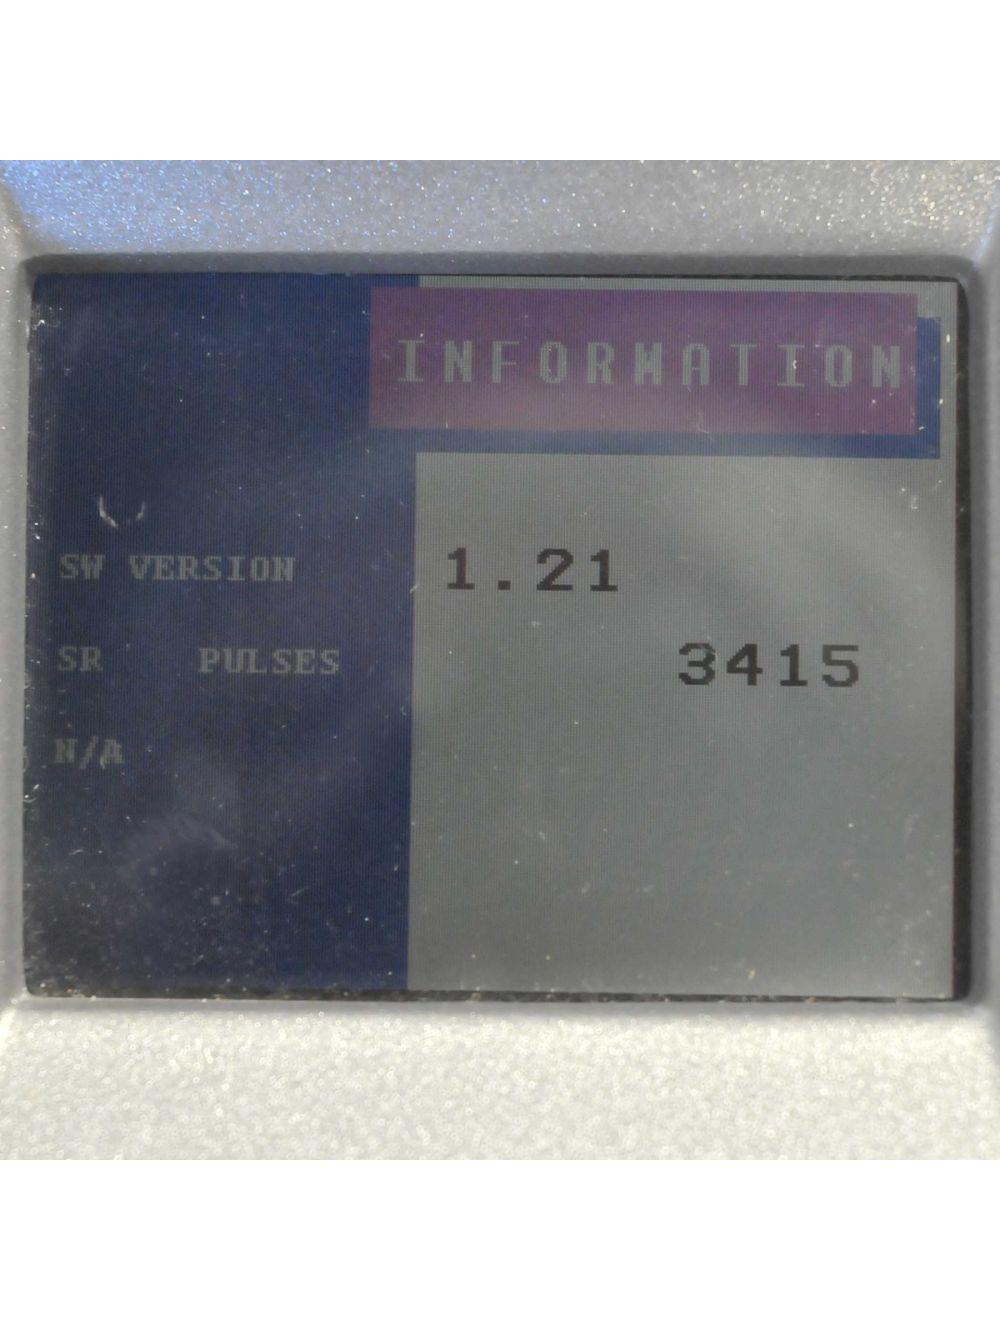 INFORMATION
SW VERSION 1.21
SR PULSES 3415
N/A